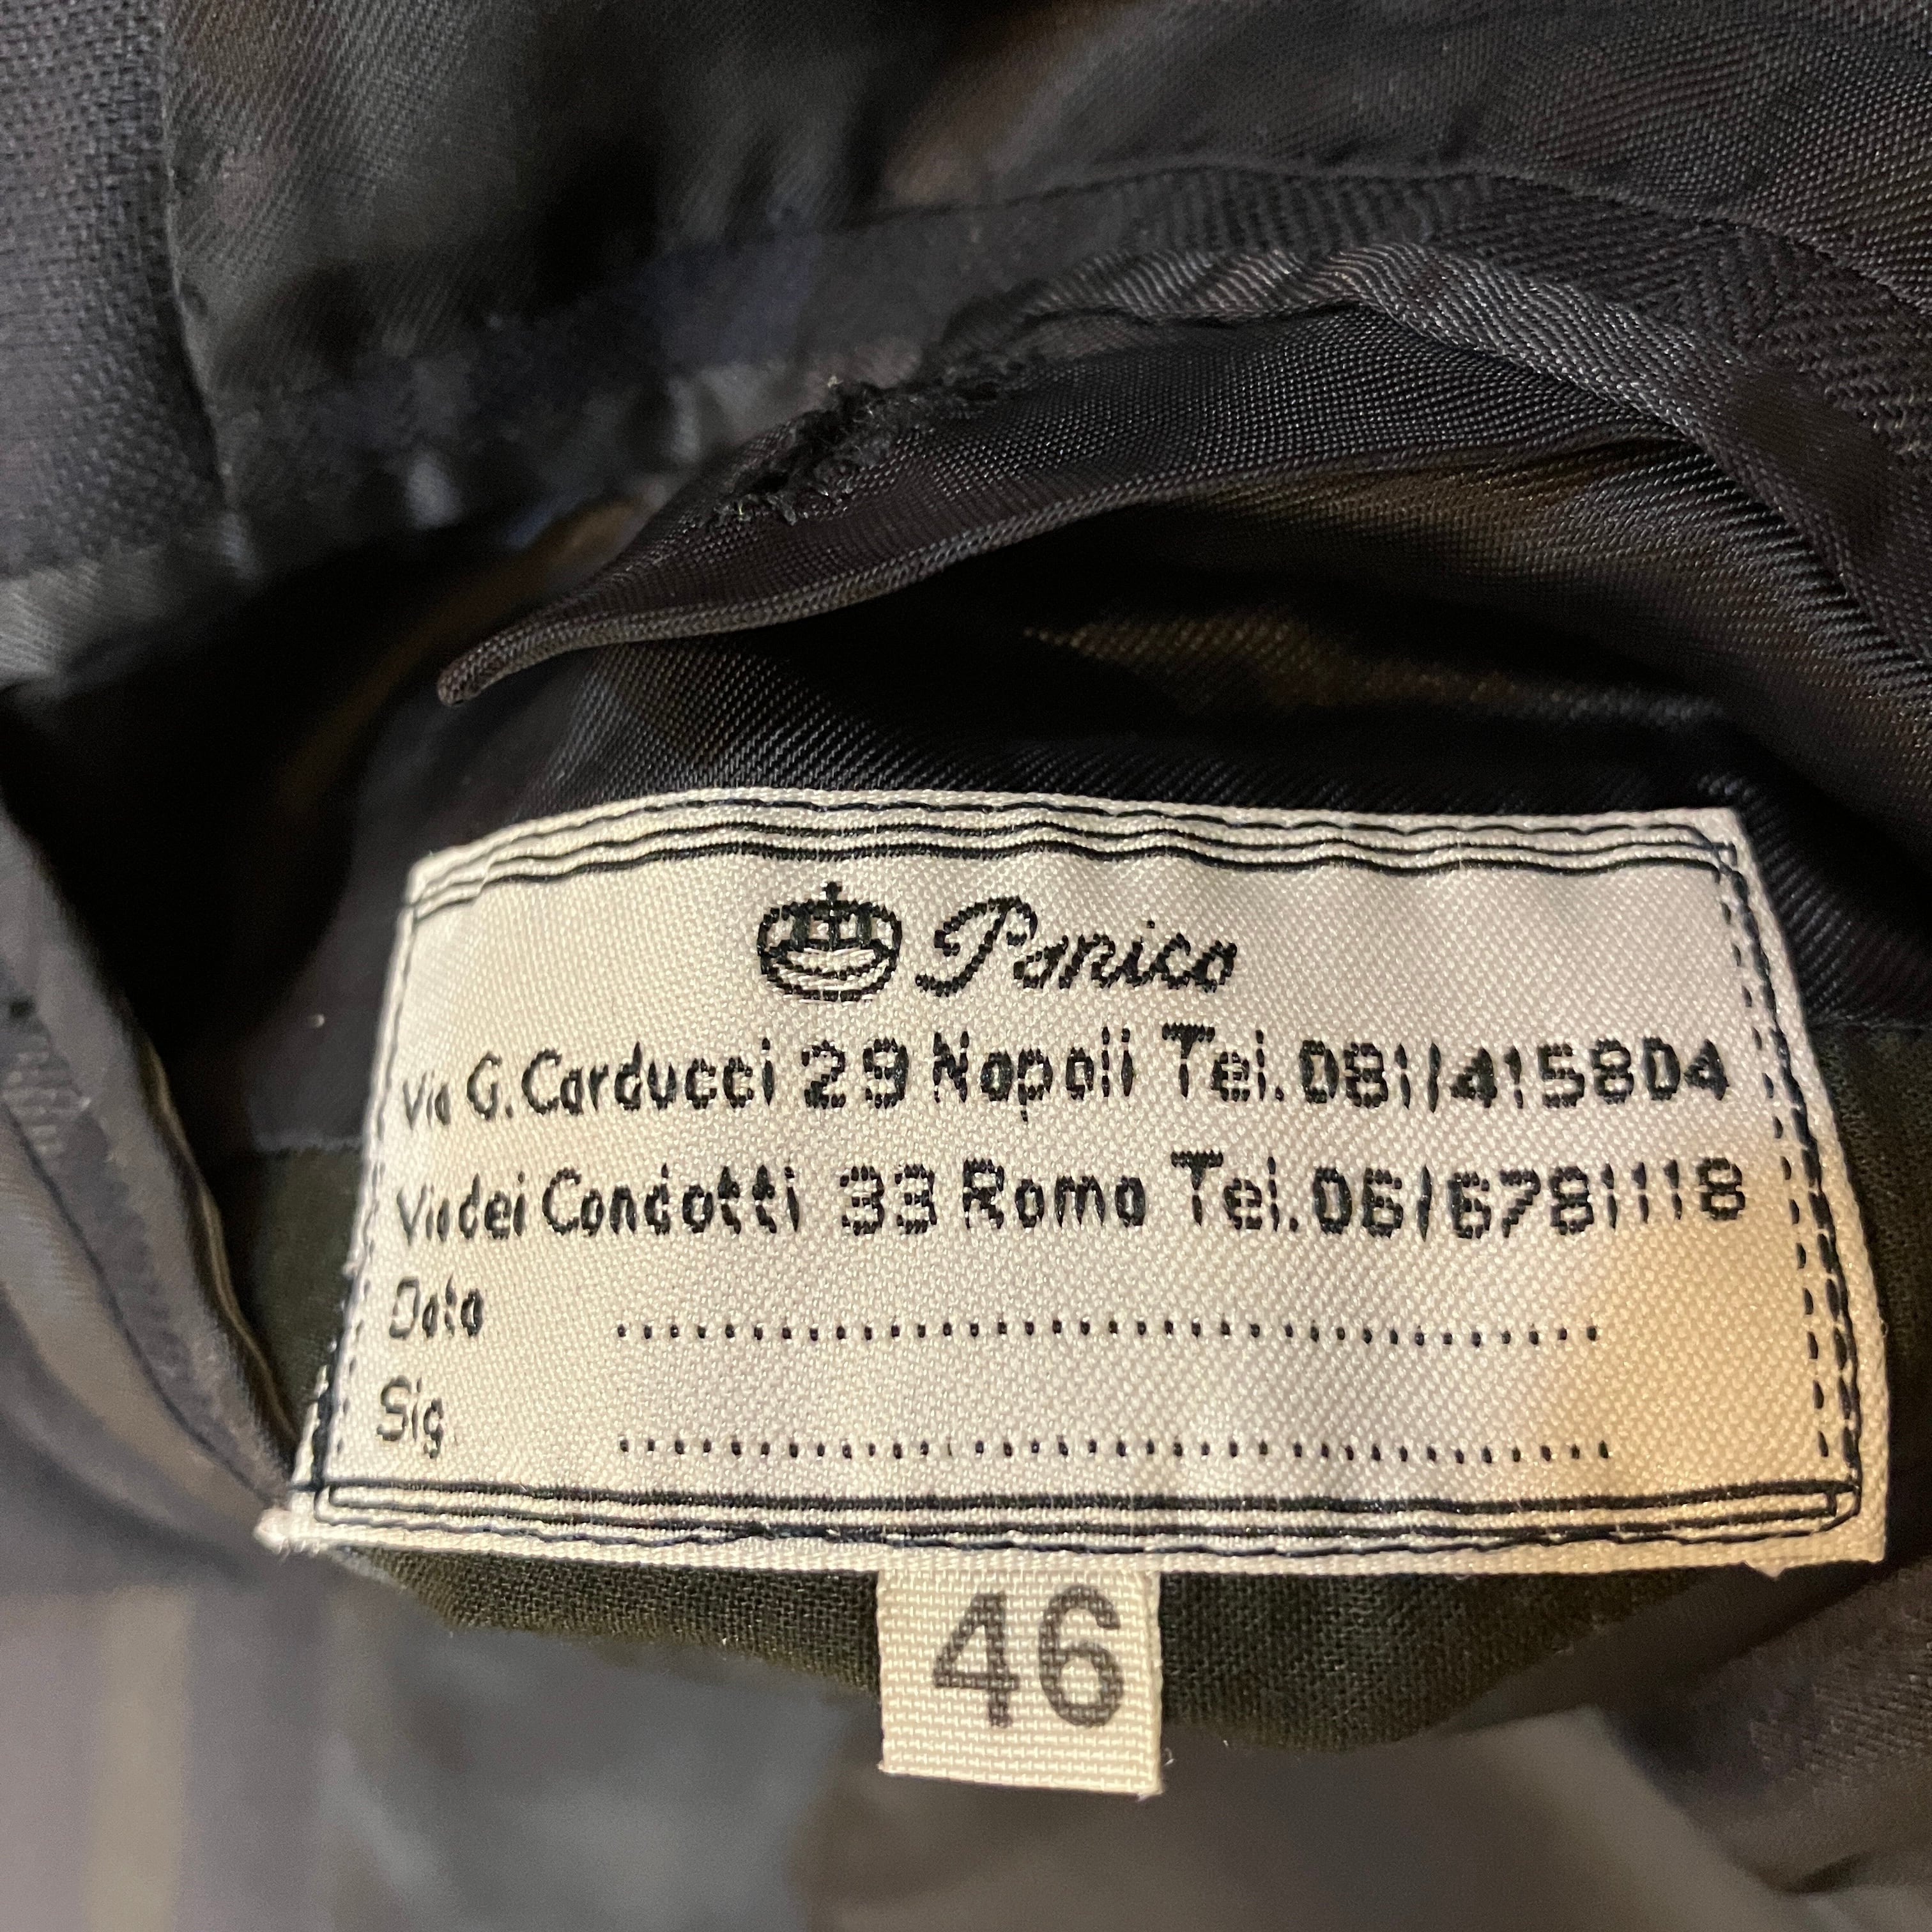 Panico
Via G. Carducci 29 Napoli Tel. 081/415804
Via dei Condotti 33 Roma Tel. 06/6781118
Data ........................................
Sig. ........................................
46